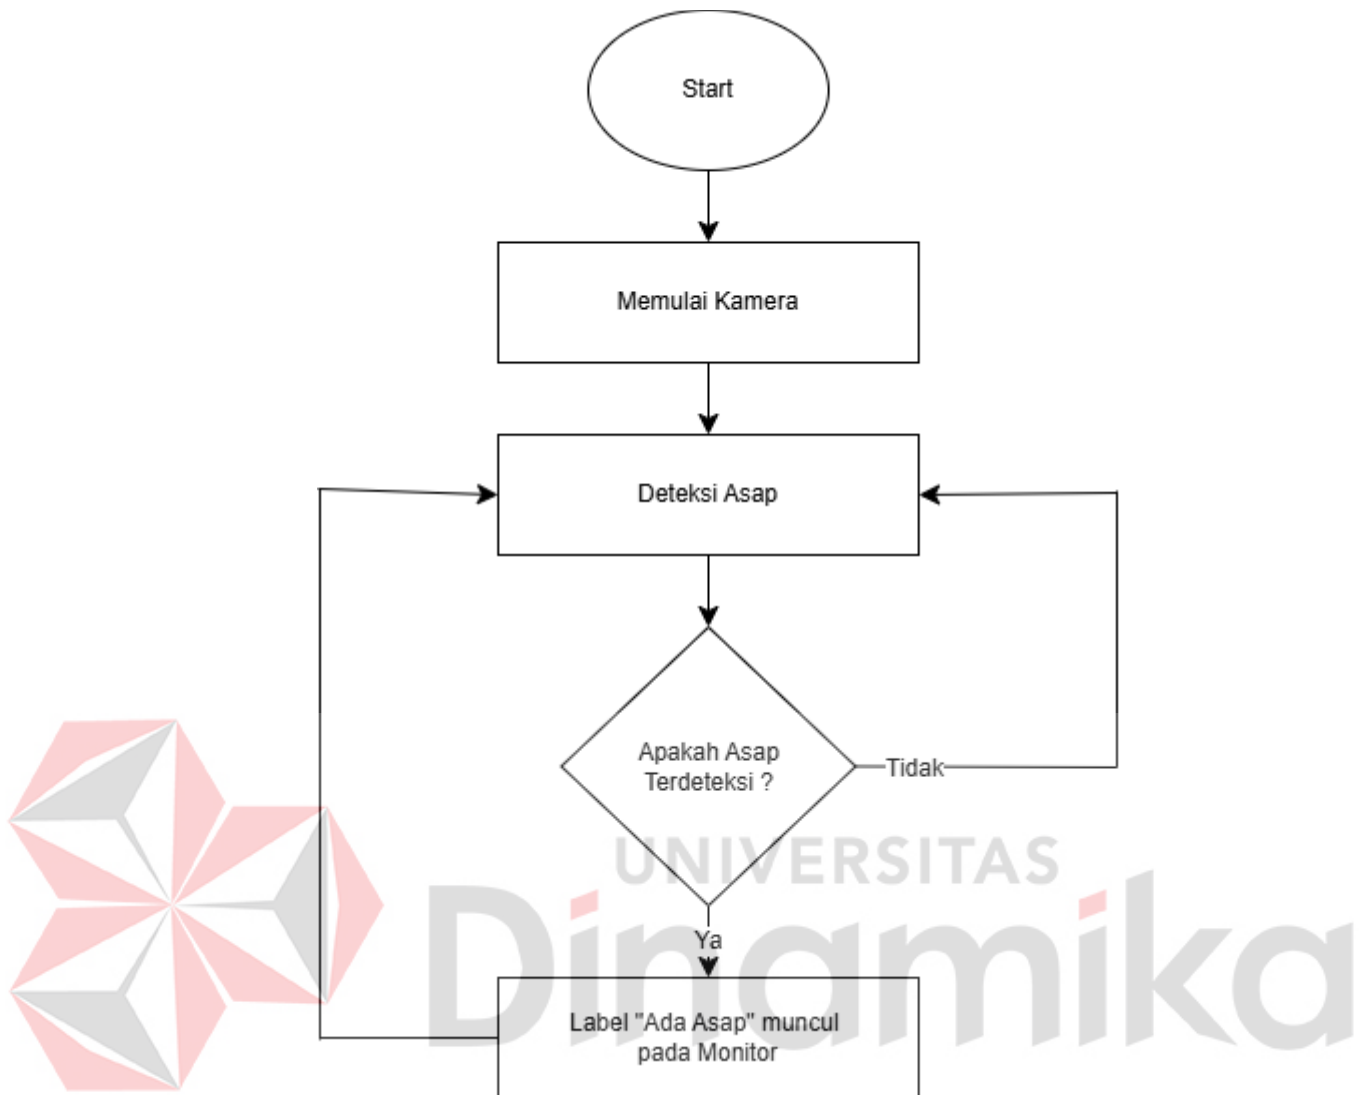 Start
Memulai Kamera
Deteksi Asap
Apakah Asap
Terdeteksi ?
Tidak
UNIVERSITAS
Dinamika
Ya
Label "Ada Asap" muncul
pada Monitor